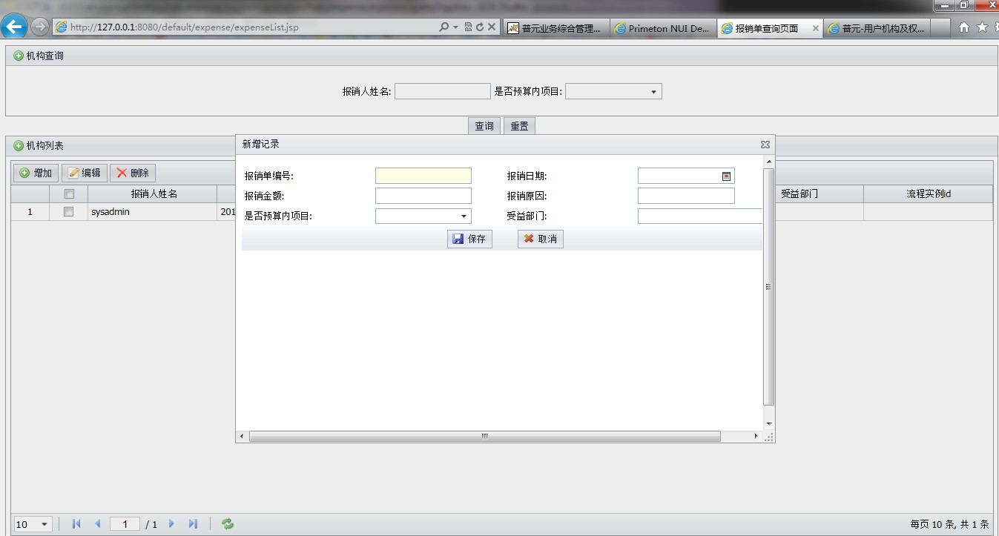 http://127.0.0.1:8080/default/expense/expenseList.jsp
普元业务综合管理... Primeton NUI De... 报销单查询页面 普元-用户机构及权...
机构查询
报销人姓名: 是否预算内项目:
查询 重置
机构列表
新增记录
增加 编辑 删除
报销人姓名 受益部门 流程实例id
1 sysadmin 201
报销单编号: 报销日期:
报销金额: 报销原因:
是否预算内项目: 受益部门:
保存 取消
10 1 / 1 每页 10 条, 共 1 条